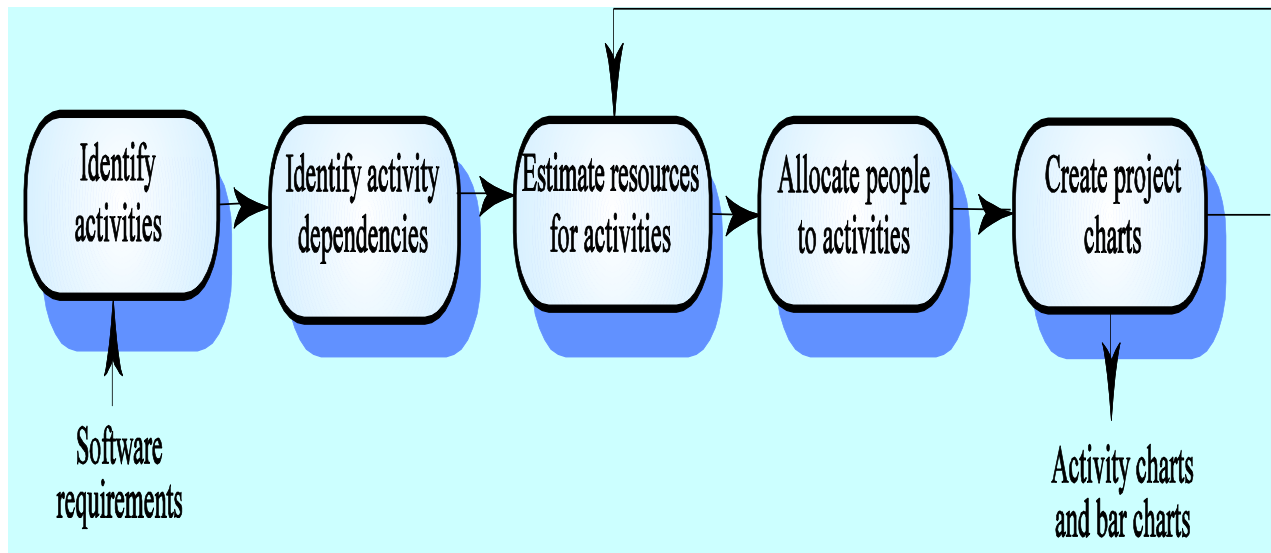 Identify
activities
Identify activity
dependencies
Estimate resources
for activities
Allocate people
to activities
Create project
charts
Software
requirements
Activity charts
and bar charts